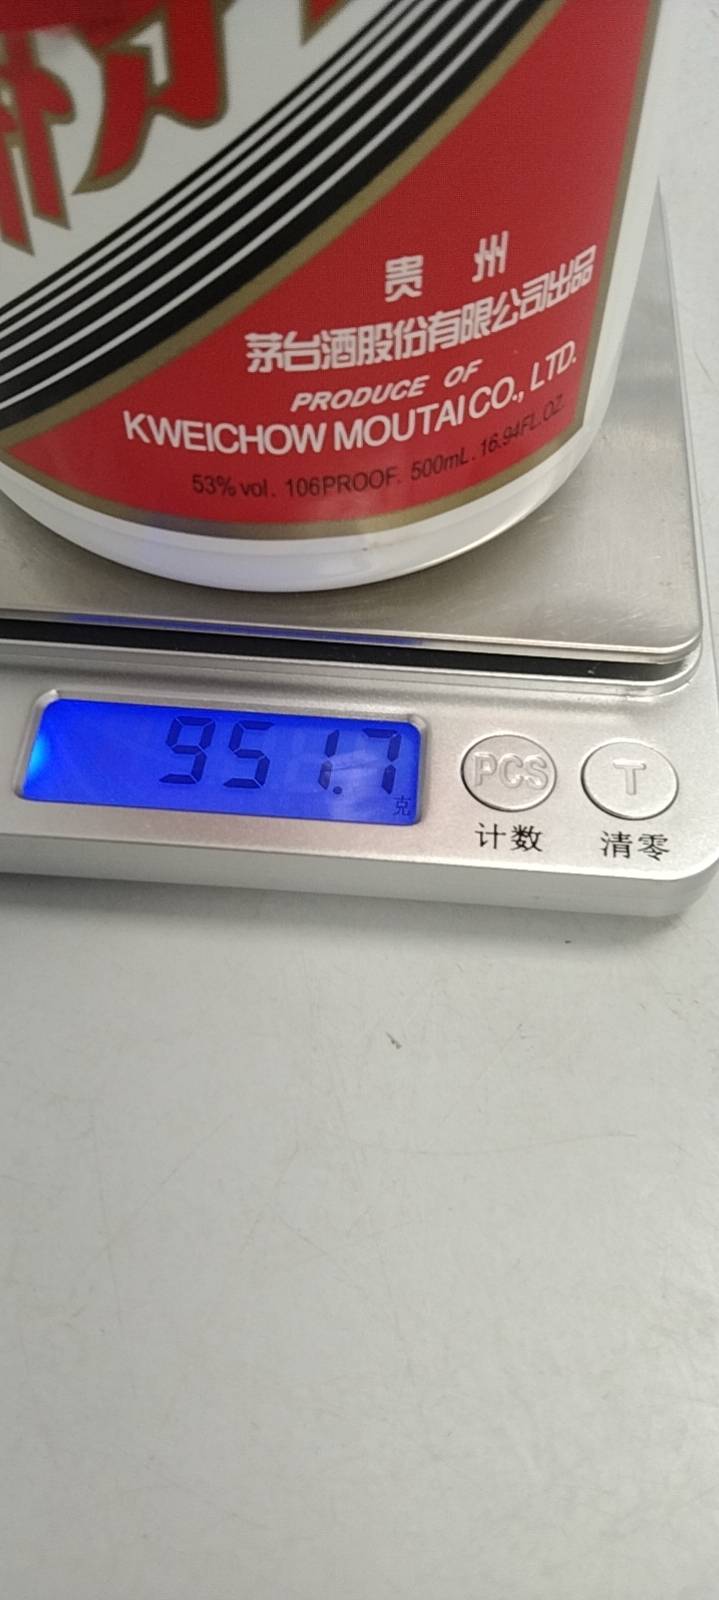 贵 州
茅台酒股份有限公司出品
PRODUCE OF
KWEICHOW MOUTAI CO., LTD.
53% vol. 106PROOF. 500mL. 16.94FL.OZ.
951.7
克
PCS T
计数 清零